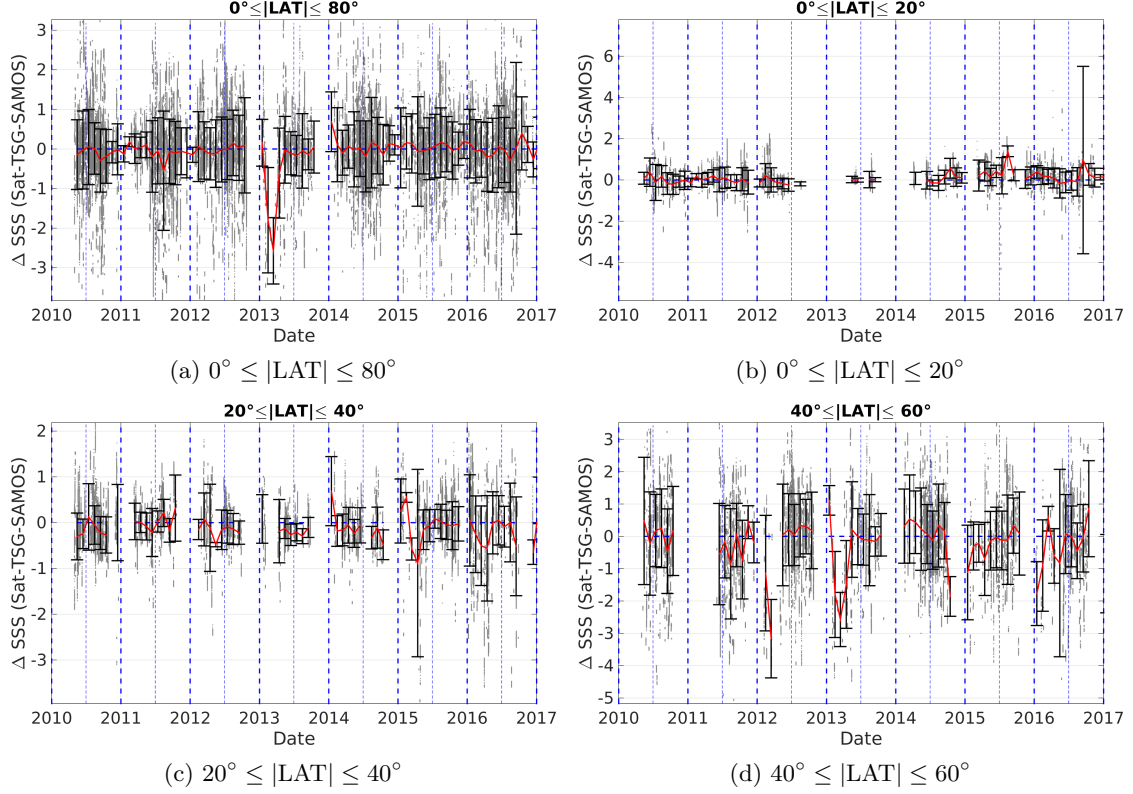 0°≤|LAT|≤ 80°
Δ SSS (Sat-TSG-SAMOS)
3
2
1
0
-1
-2
-3
2010 2011 2012 2013 2014 2015 2016 2017
Date
(a) 0° ≤ |LAT| ≤ 80°
0°≤|LAT|≤ 20°
Δ SSS (Sat-TSG-SAMOS)
6
4
2
0
-2
-4
2010 2011 2012 2013 2014 2015 2016 2017
Date
(b) 0° ≤ |LAT| ≤ 20°
20°≤|LAT|≤ 40°
Δ SSS (Sat-TSG-SAMOS)
2
1
0
-1
-2
-3
2010 2011 2012 2013 2014 2015 2016 2017
Date
(c) 20° ≤ |LAT| ≤ 40°
40°≤|LAT|≤ 60°
Δ SSS (Sat-TSG-SAMOS)
3
2
1
0
-1
-2
-3
-4
-5
2010 2011 2012 2013 2014 2015 2016 2017
Date
(d) 40° ≤ |LAT| ≤ 60°